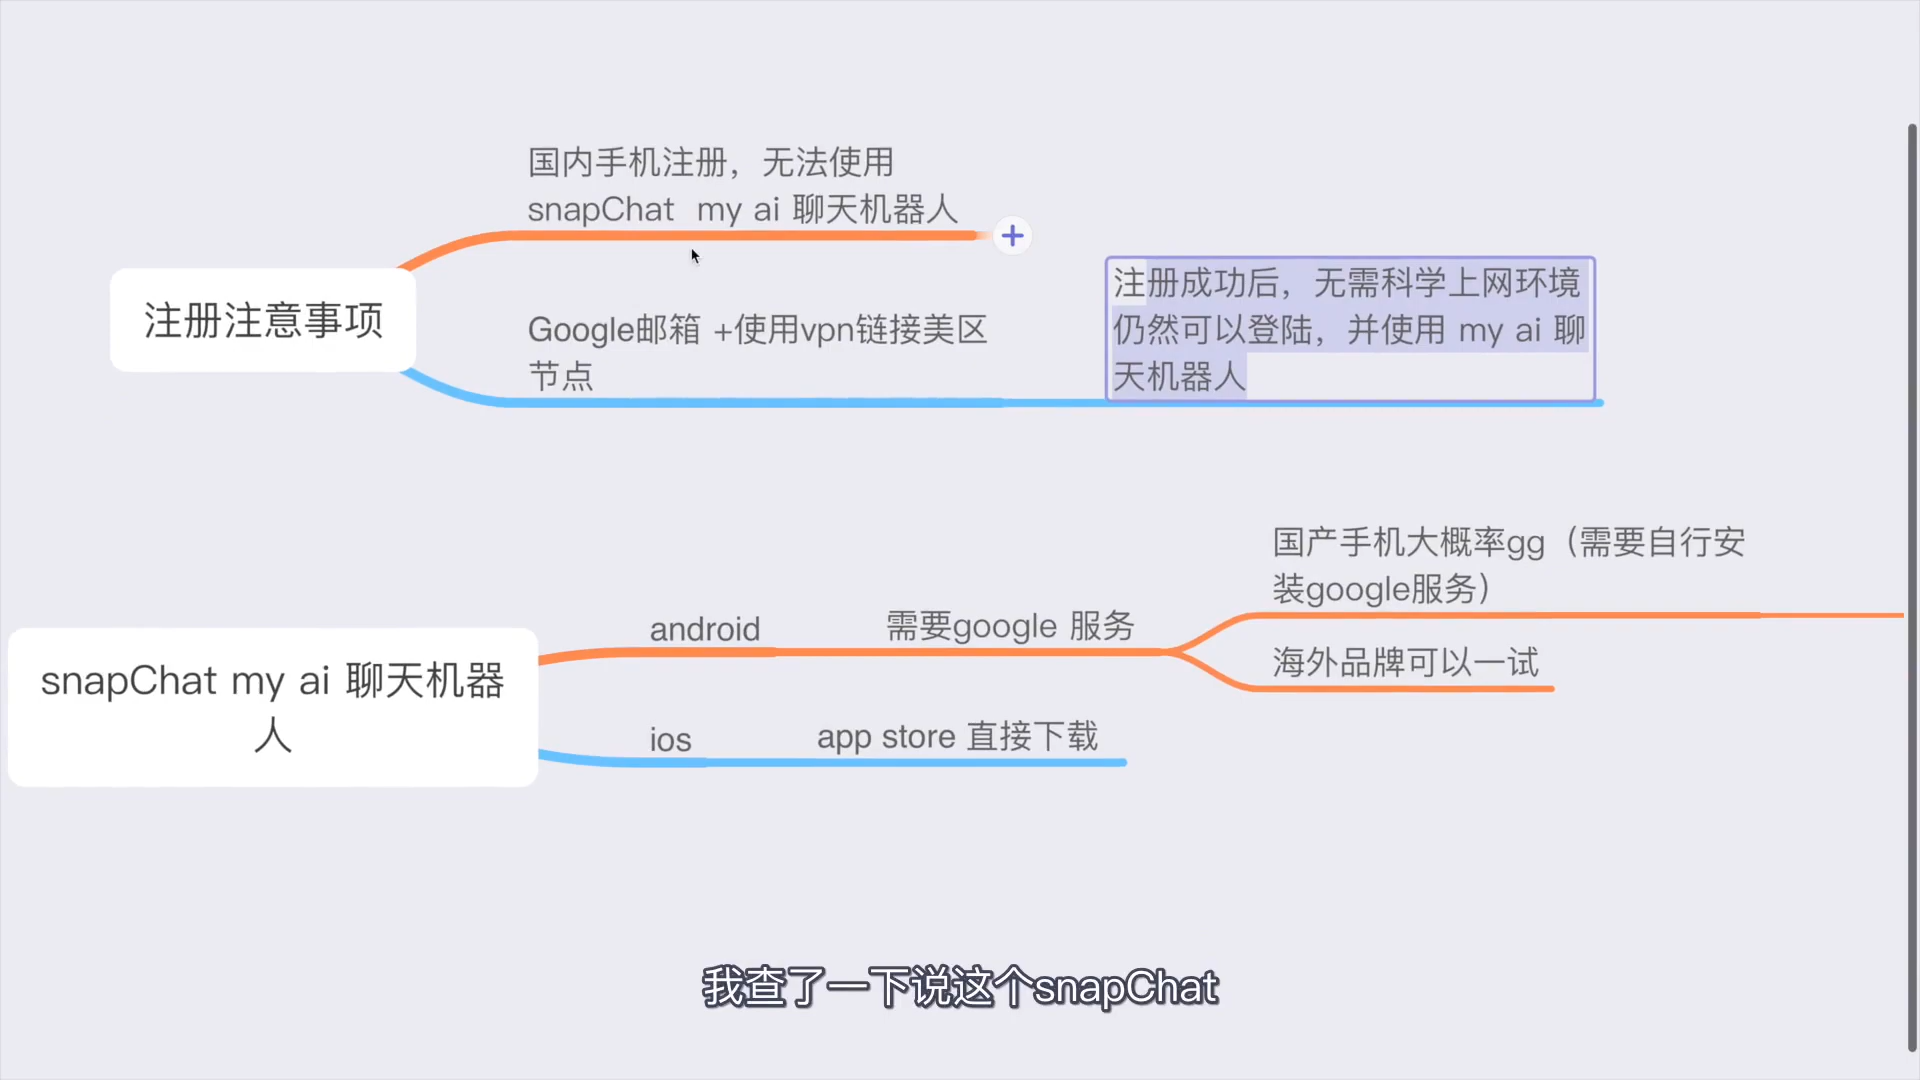 国内手机注册，无法使用
snapChat my ai 聊天机器人
注册注意事项
Google邮箱 +使用vpn链接美区
节点
注册成功后，无需科学上网环境
仍然可以登陆，并使用 my ai 聊
天机器人
snapChat my ai 聊天机器
人
android
需要google 服务
国产手机大概率gg（需要自行安
装google服务）
海外品牌可以一试
ios
app store 直接下载
我查了一下说这个snapChat